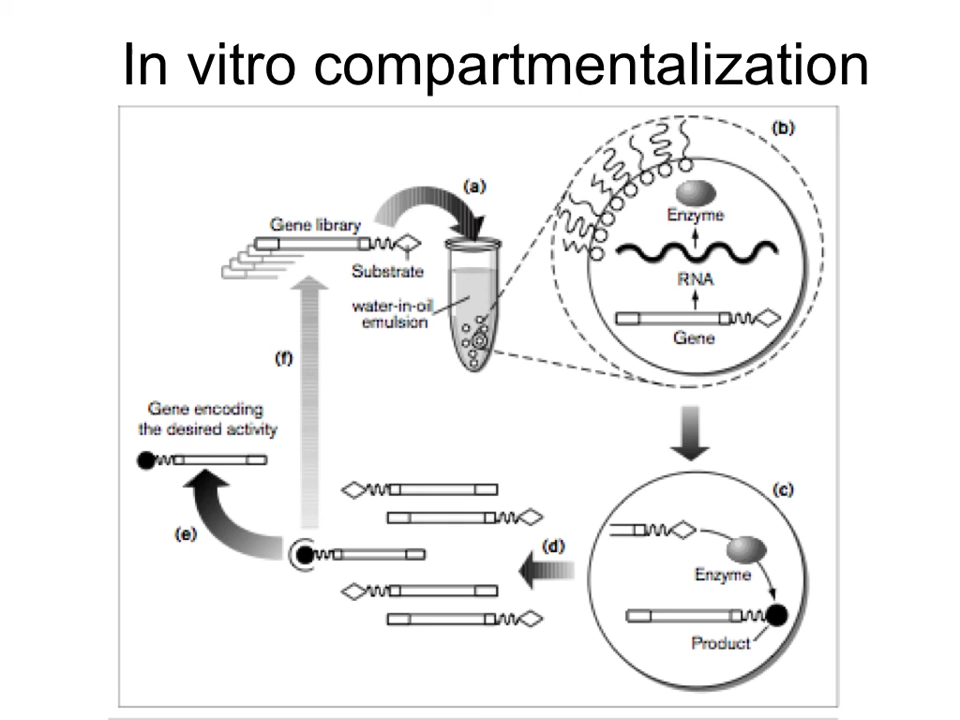 In vitro compartmentalization
(a)
(b)
Gene library
Substrate
water-in-oil
emulsion
Enzyme
RNA
Gene
(f)
Gene encoding
the desired activity
(e)
(d)
(c)
Enzyme
Product